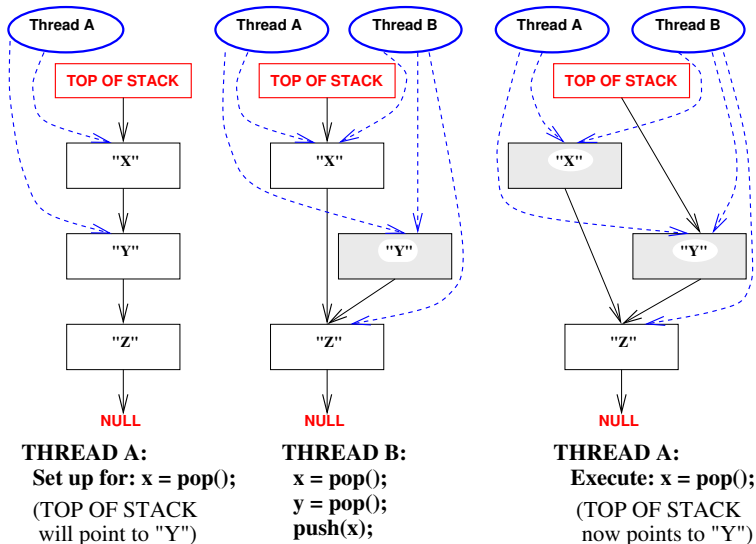 Thread A
TOP OF STACK
"X"
"Y"
"Z"
NULL
THREAD A:
Set up for: x = pop();
(TOP OF STACK
will point to "Y")
Thread A
Thread B
TOP OF STACK
"X"
"Y"
"Z"
NULL
THREAD B:
x = pop();
y = pop();
push(x);
Thread A
Thread B
TOP OF STACK
"X"
"Y"
"Z"
NULL
THREAD A:
Execute: x = pop();
(TOP OF STACK
now points to "Y")